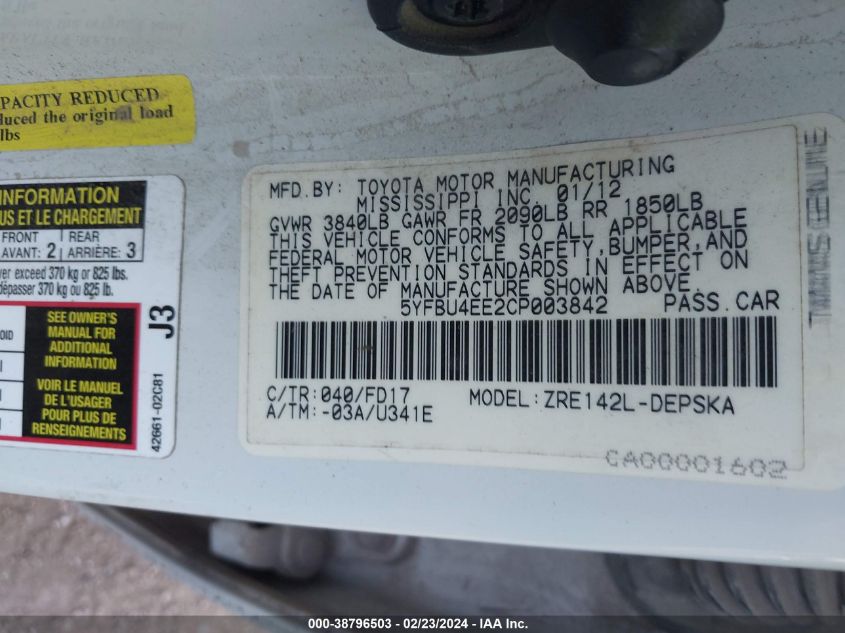 PACITY REDUCED
duced the original load
lbs
INFORMATION
US ET LE CHARGEMENT
FRONT
AVANT: 2
REAR
ARRIÈRE: 3
ver exceed 370 kg or 825 lbs.
dépasser 370 kg ou 825 lb.
OID
SEE OWNER'S
MANUAL FOR
ADDITIONAL
INFORMATION
VOIR LE MANUEL
DE L'USAGER
POUR PLUS DE
RENSEIGNEMENTS
J3
42661-02C81
MFD.BY: TOYOTA MOTOR MANUFACTURING
MISSISSIPPI INC. 01/12
GVWR 3840LB GAWR FR 2090LB RR 1850LB
THIS VEHICLE CONFORMS TO ALL APPLICABLE
FEDERAL MOTOR VEHICLE SAFETY,BUMPER,AND
THEFT PREVENTION STANDARDS IN EFFECT ON
THE DATE OF MANUFACTURE SHOWN ABOVE.
5YFBU4EE2CP003842 PASS.CAR
C/TR:040/FD17 MODEL:ZRE142L-DEPSKA
A/TM:-03A/U341E
CA00001602
GENUINE
000-38796503 - 02/23/2024 - IAA Inc.